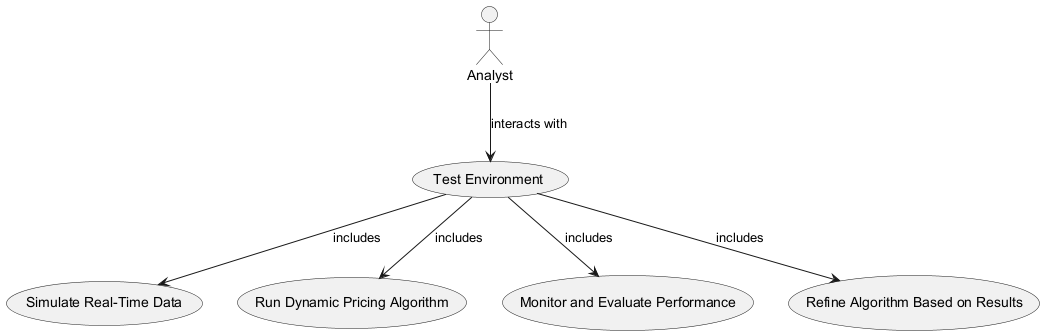 Analyst
interacts with
Test Environment
includes
includes
includes
includes
Simulate Real-Time Data
Run Dynamic Pricing Algorithm
Monitor and Evaluate Performance
Refine Algorithm Based on Results